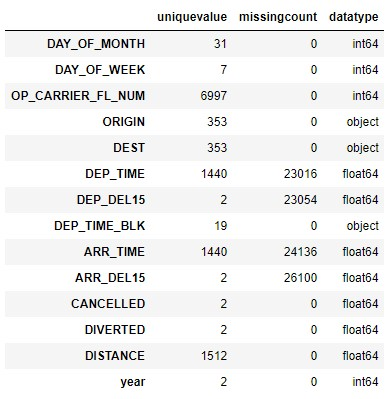 uniquevalue missingcount datatype
DAY_OF_MONTH 31 0 int64
DAY_OF_WEEK 7 0 int64
OP_CARRIER_FL_NUM 6997 0 int64
ORIGIN 353 0 object
DEST 353 0 object
DEP_TIME 1440 23016 float64
DEP_DEL15 2 23054 float64
DEP_TIME_BLK 19 0 object
ARR_TIME 1440 24136 float64
ARR_DEL15 2 26100 float64
CANCELLED 2 0 float64
DIVERTED 2 0 float64
DISTANCE 1512 0 float64
year 2 0 int64